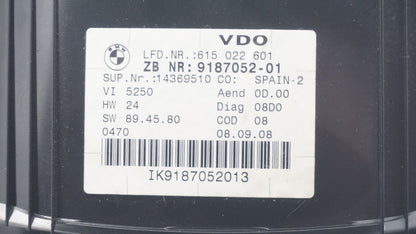 VDO
BMW
LFD.NR.:615 022 601
ZB NR: 9187052-01
SUP.Nr.:14369510 CO: SPAIN-2
VI 5250 Aend 0D.00
HW 24 Diag 08D0
SW 89.45.80 COD 08
0470 08.09.08
IK9187052013